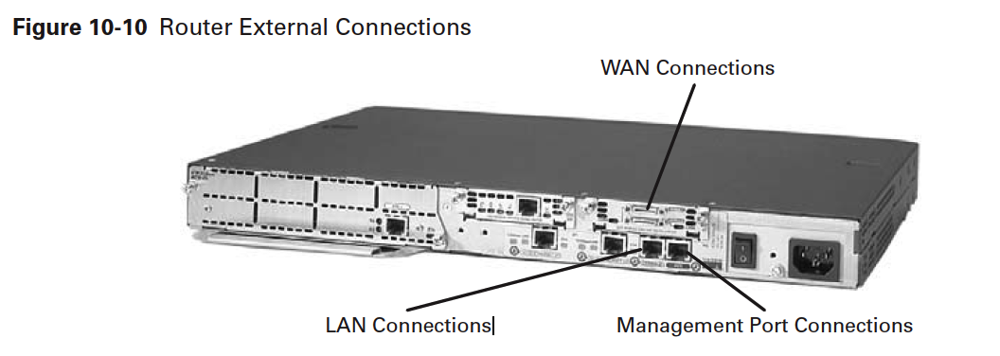 Figure 10-10 Router External Connections
WAN Connections
LAN Connections
Management Port Connections